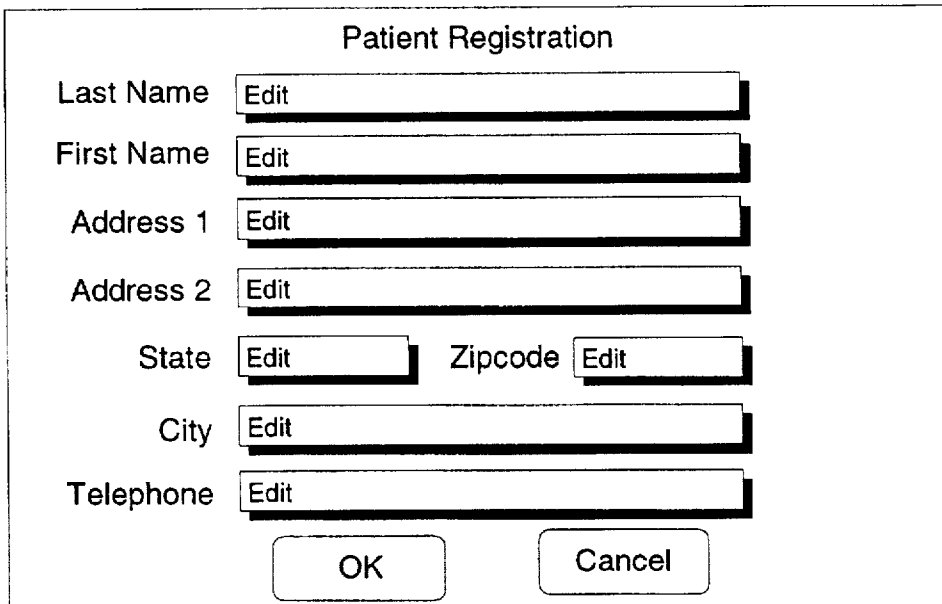 Patient Registration
Last Name Edit
First Name Edit
Address 1 Edit
Address 2 Edit
State Edit Zipcode Edit
City Edit
Telephone Edit
OK Cancel